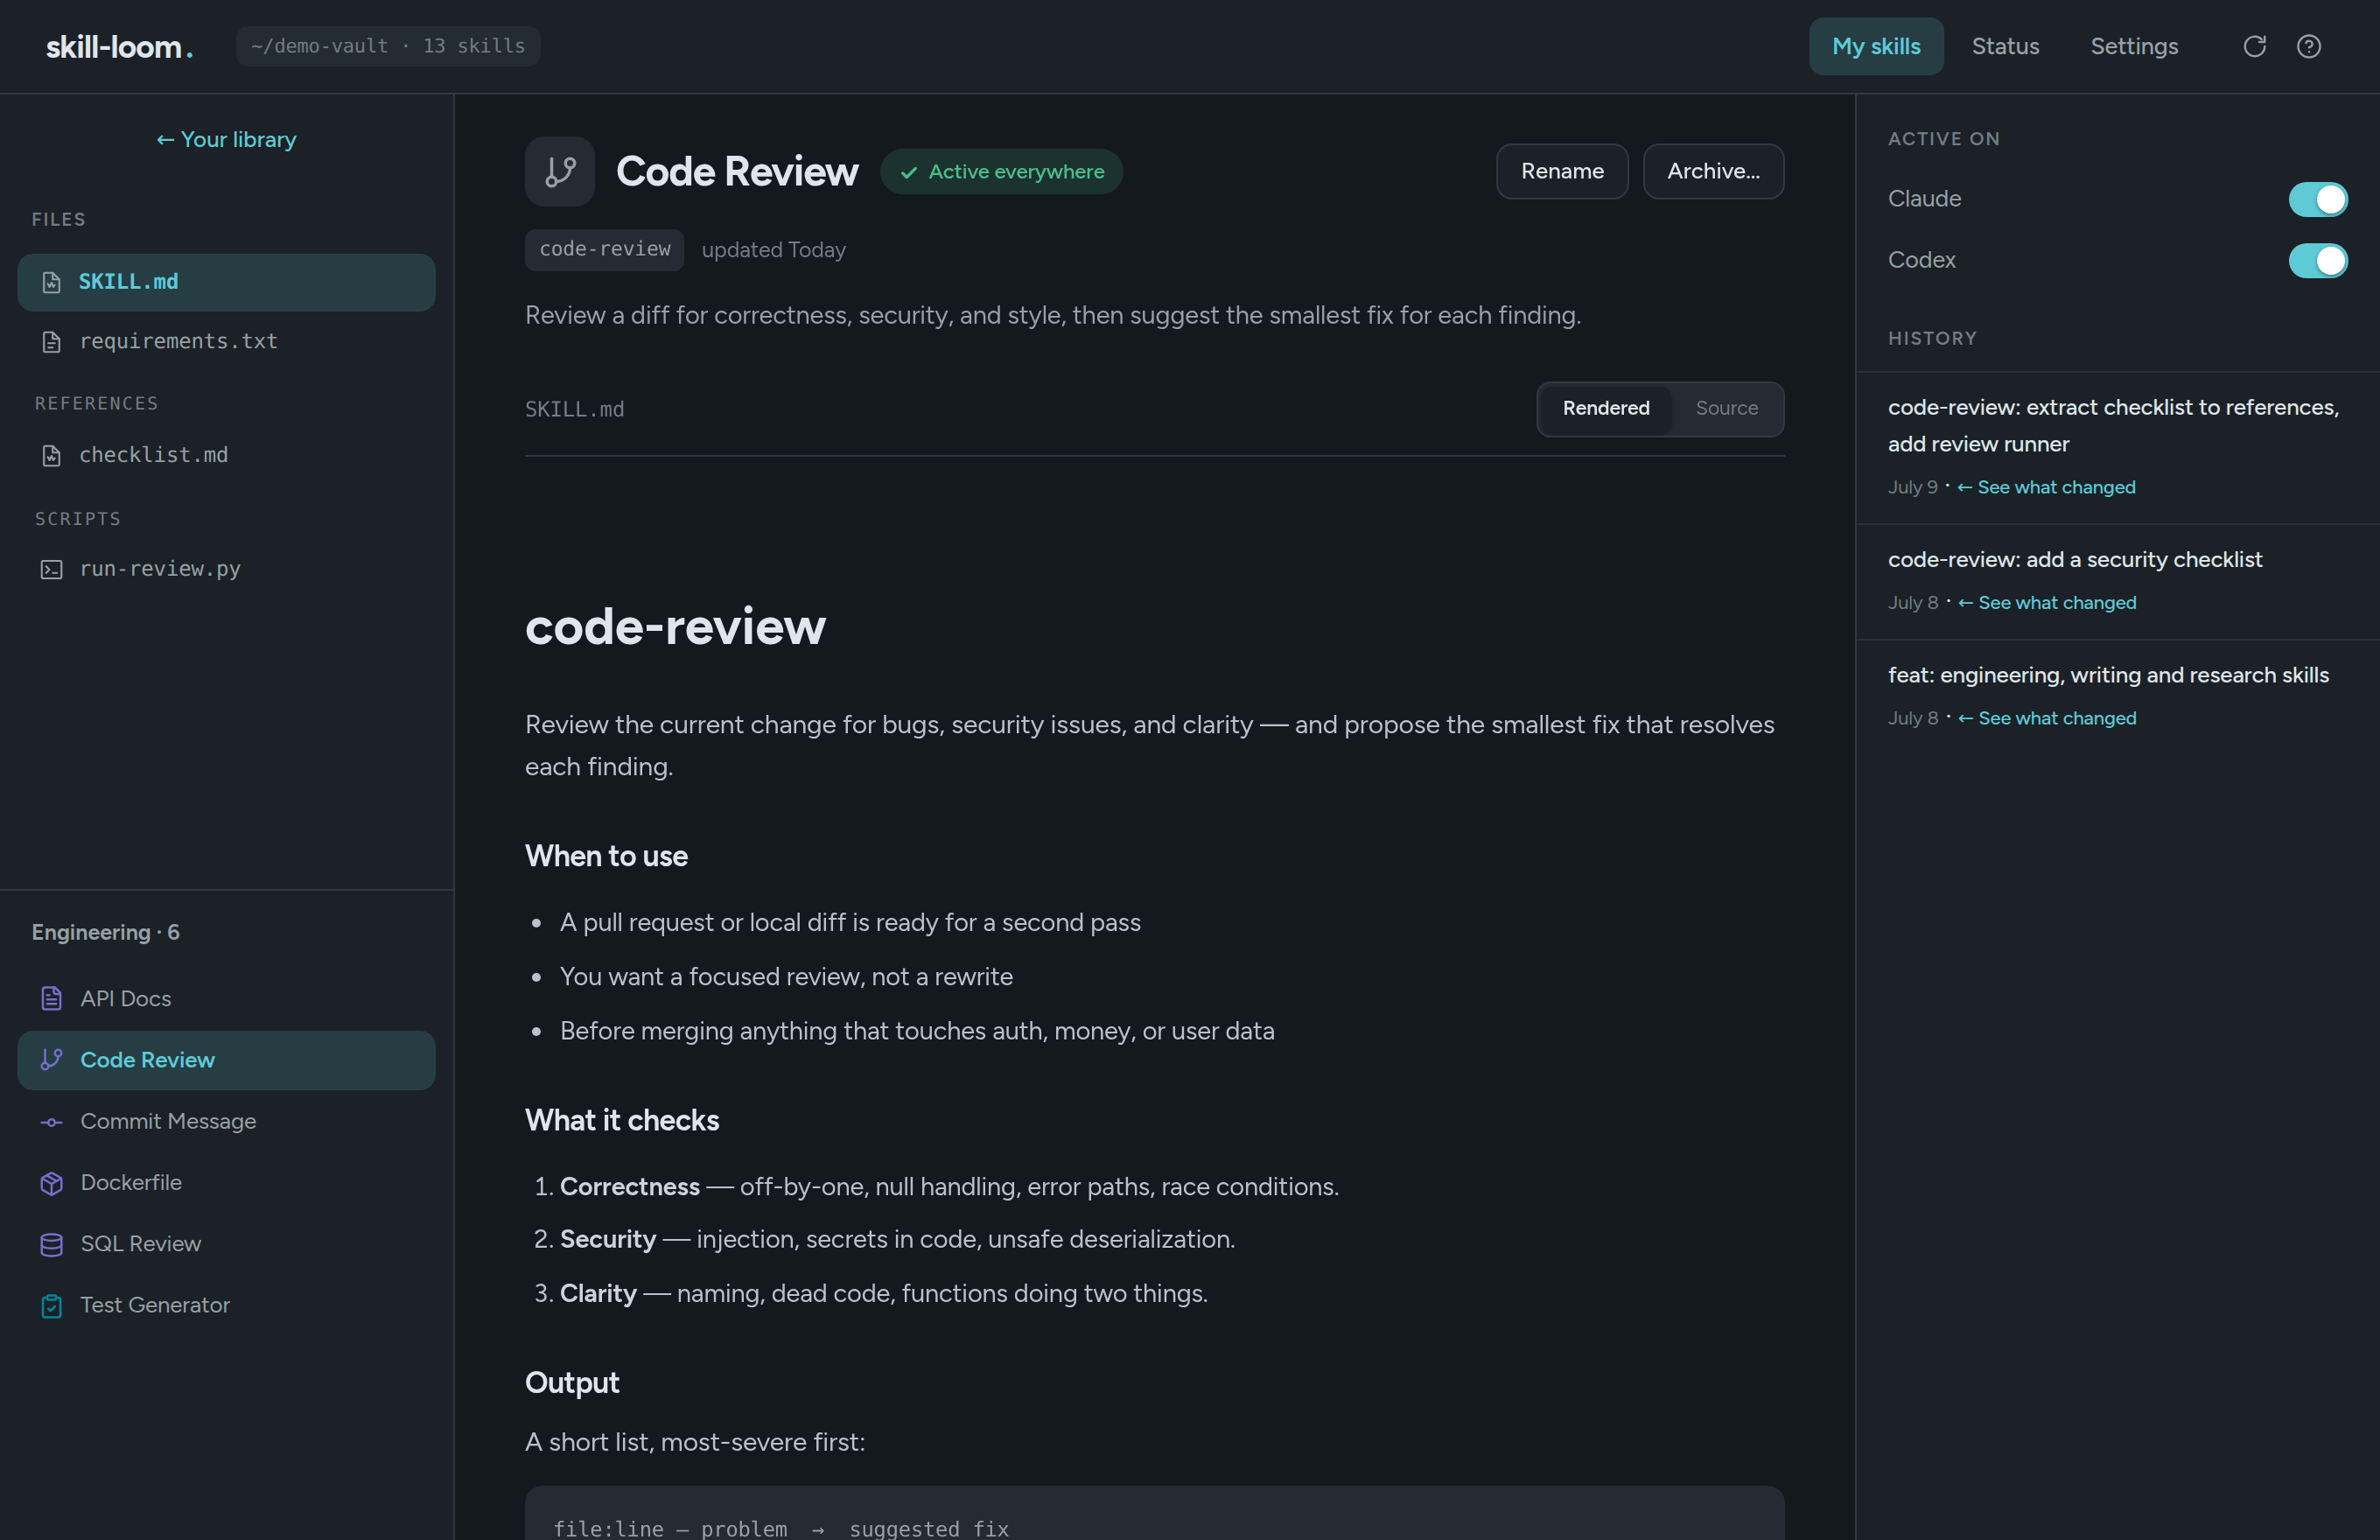 skill-loom.
~/demo-vault · 13 skills
My skills
Status
Settings
← Your library
FILES
SKILL.md
requirements.txt
REFERENCES
checklist.md
SCRIPTS
run-review.py
Engineering · 6
API Docs
Code Review
Commit Message
Dockerfile
SQL Review
Test Generator
Code Review
Active everywhere
Rename
Archive...
code-review
updated Today
Review a diff for correctness, security, and style, then suggest the smallest fix for each finding.
SKILL.md
Rendered
Source
code-review
Review the current change for bugs, security issues, and clarity — and propose the smallest fix that resolves
each finding.
When to use
• A pull request or local diff is ready for a second pass
• You want a focused review, not a rewrite
• Before merging anything that touches auth, money, or user data
What it checks
1. Correctness — off-by-one, null handling, error paths, race conditions.
2. Security — injection, secrets in code, unsafe deserialization.
3. Clarity — naming, dead code, functions doing two things.
Output
A short list, most-severe first:
file:line — problem → suggested fix
ACTIVE ON
Claude
Codex
HISTORY
code-review: extract checklist to references,
add review runner
July 9 · ← See what changed
code-review: add a security checklist
July 8 · ← See what changed
feat: engineering, writing and research skills
July 8 · ← See what changed